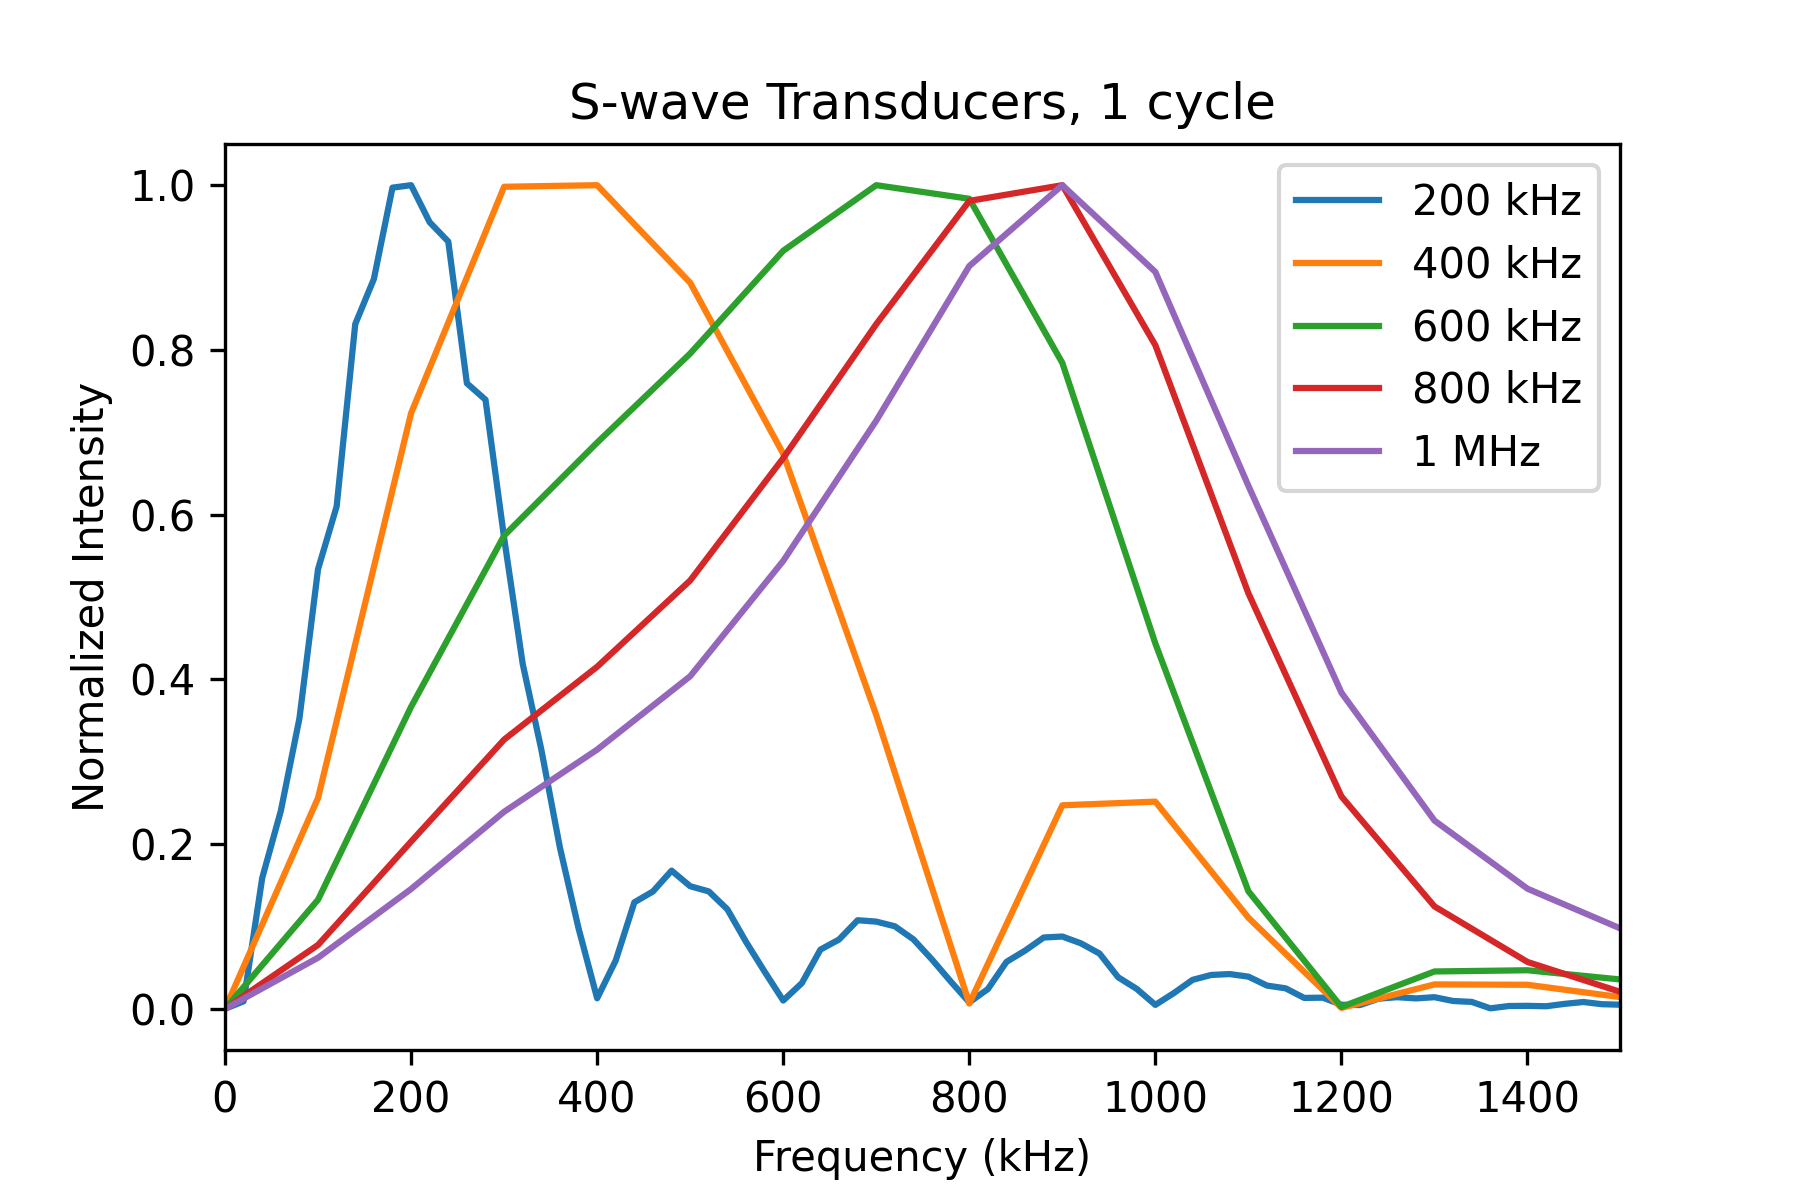 S-wave Transducers, 1 cycle
1.0
0.8
0.6
0.4
0.2
0.0
Normalized Intensity
200 kHz
400 kHz
600 kHz
800 kHz
1 MHz
0 200 400 600 800 1000 1200 1400
Frequency (kHz)